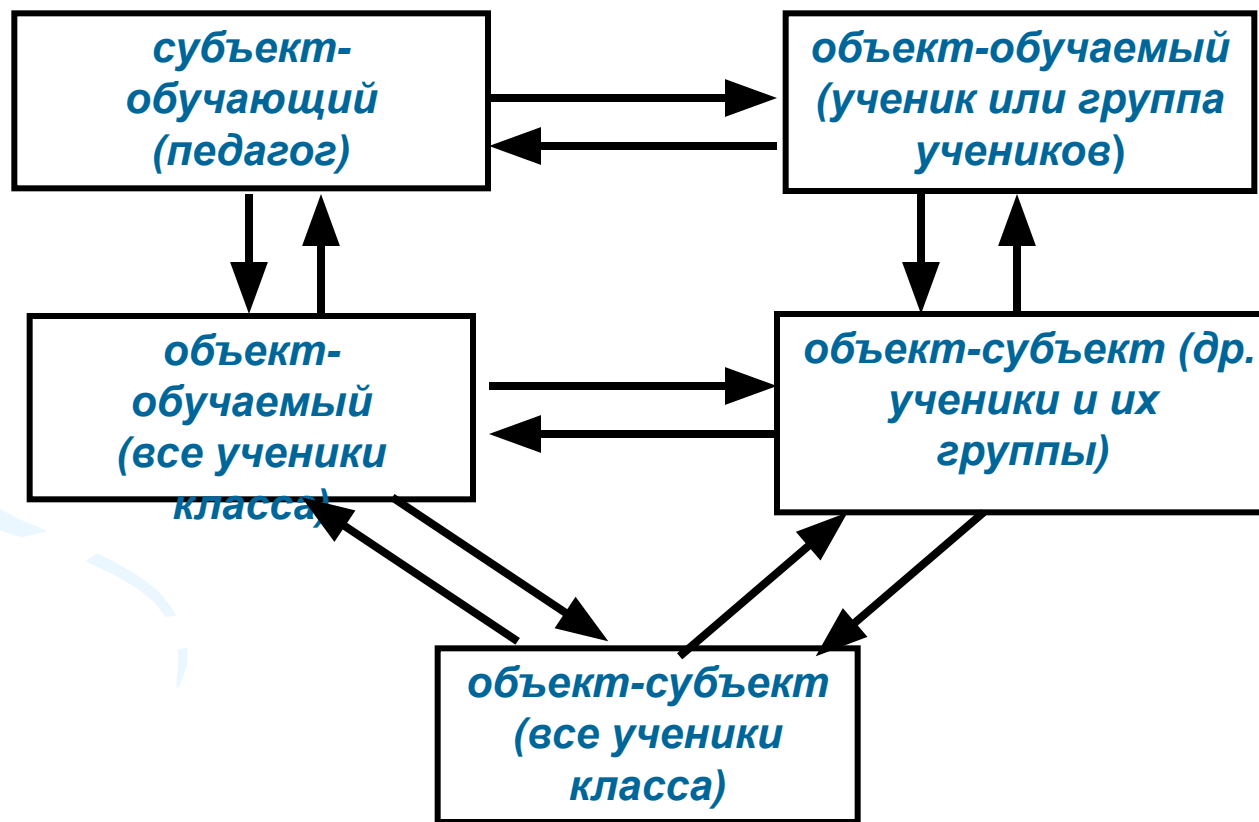 субъект-
обучающий
(педагог)
объект-обучаемый
(ученик или группа
учеников)
объект-
обучаемый
(все ученики
класса)
объект-субъект (др.
ученики и их
группы)
объект-субъект
(все ученики
класса)